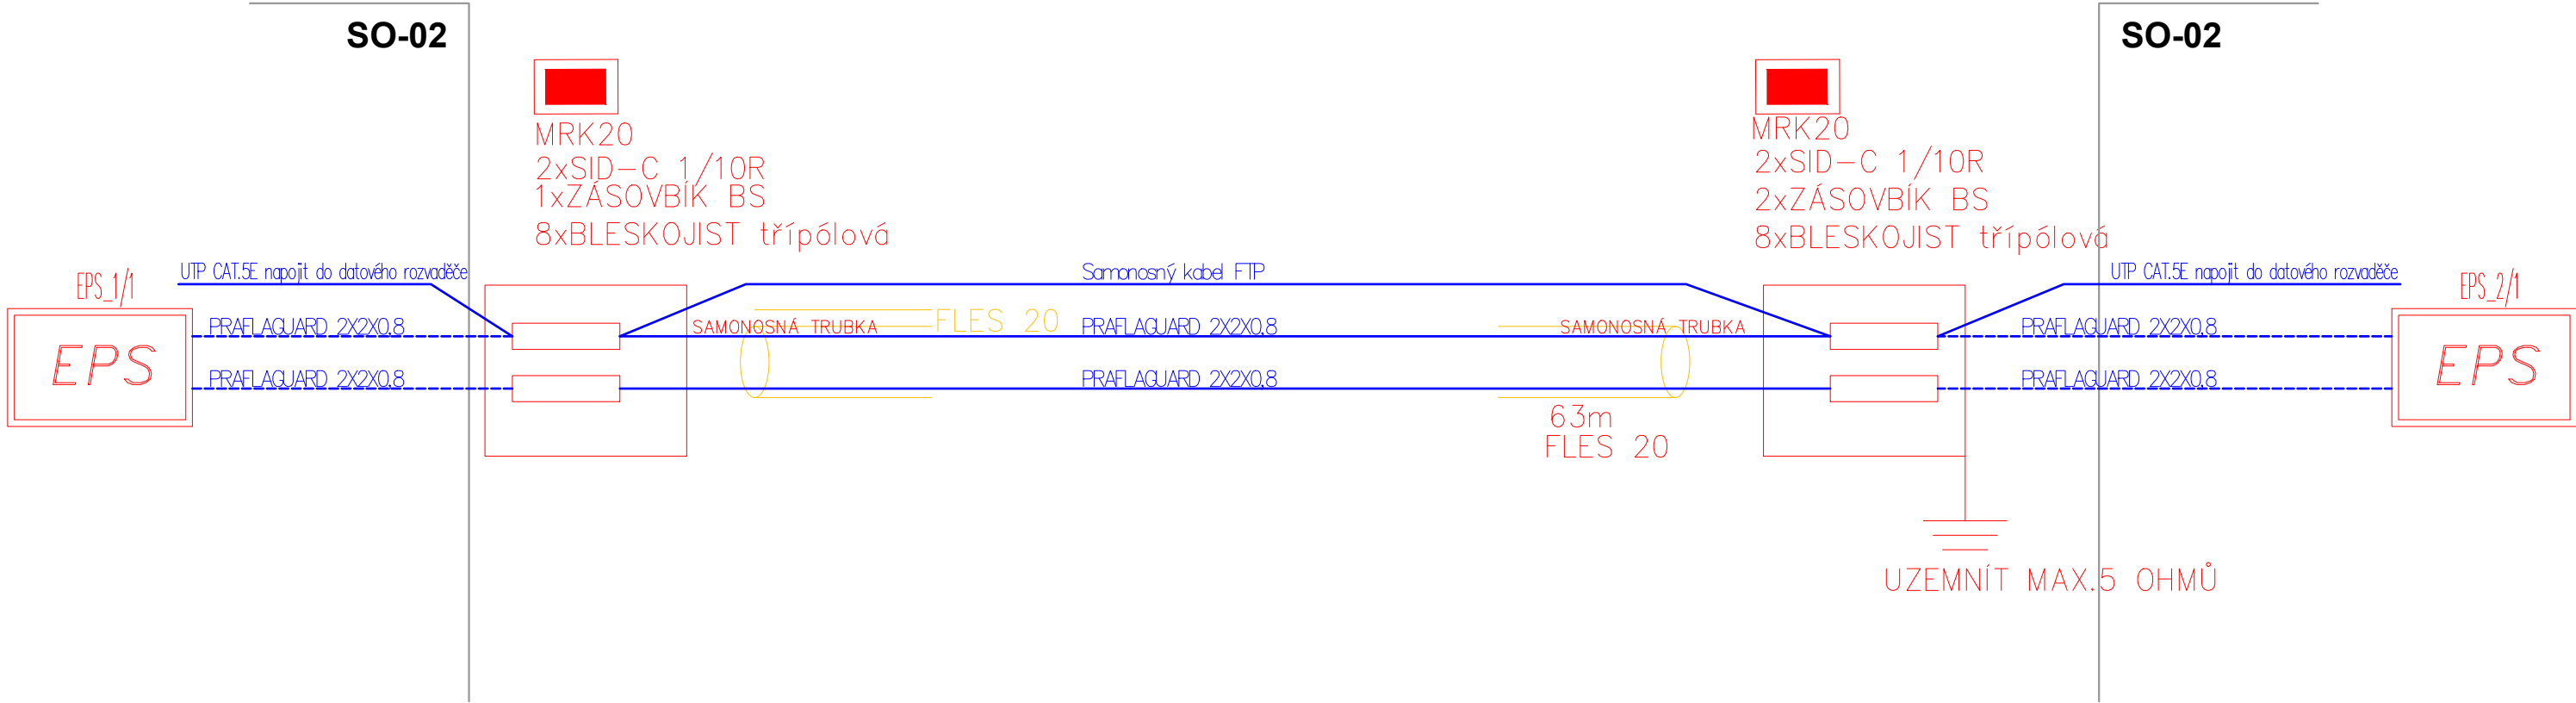 SO-02
SO-02
MRK20
2xSID-C 1/10R
1xZÁSOVBÍK BS
8xBLESKOJIST třípólová
MRK20
2xSID-C 1/10R
2xZÁSOVBÍK BS
8xBLESKOJIST třípólová
EPS_1/1
UTP CAT.5E napojit do datového rozvaděče
Samonosný kabel FTP
UTP CAT.5E napojit do datového rozvaděče
EPS_2/1
PRAFLAGUARD 2X2X0,8
SAMONOSNÁ TRUBKA
FLES 20
PRAFLAGUARD 2X2X0,8
SAMONOSNÁ TRUBKA
PRAFLAGUARD 2X2X0,8
EPS
PRAFLAGUARD 2X2X0,8
PRAFLAGUARD 2X2X0,8
PRAFLAGUARD 2X2X0,8
EPS
63m
FLES 20
UZEMNÍT MAX.5 OHMŮ